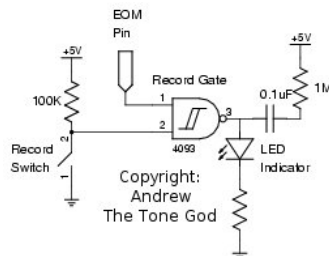 EOM
Pin
+5V
+5V
Record Gate
0.1uF
1M
100K
1
3
2
2
4093
Record
Switch
1
LED
Indicator
Copyright:
Andrew
The Tone God